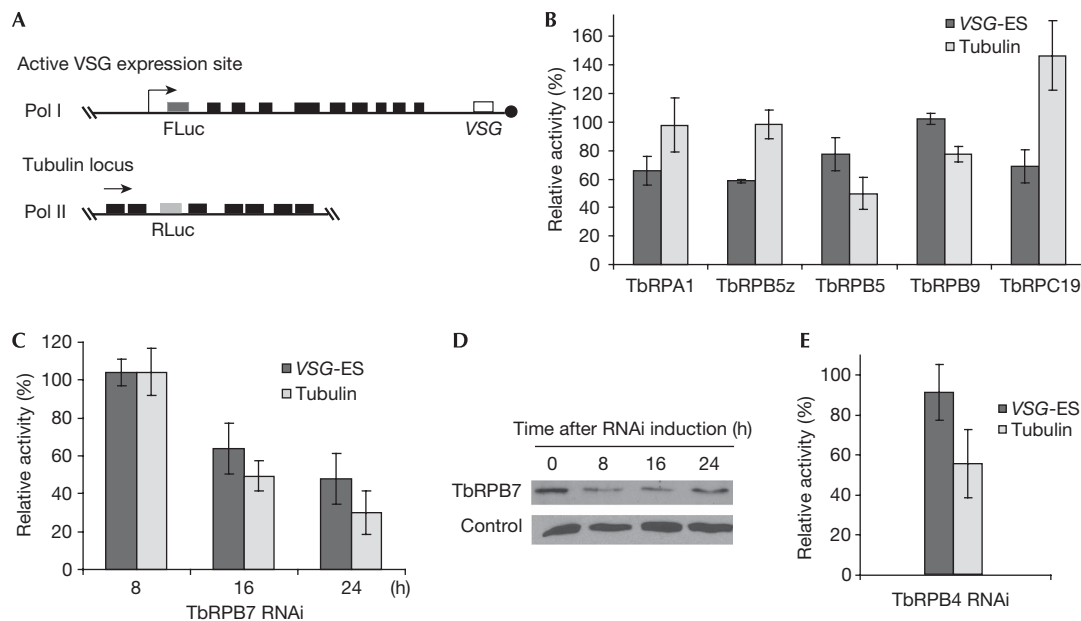 A
Active VSG expression site
Pol I
FLuc
VSG
Tubulin locus
Pol II
RLuc
B
Relative activity (%)
160
140
120
100
80
60
40
20
0
VSG-ES
Tubulin
TbRPA1 TbRPB5z TbRPB5 TbRPB9 TbRPC19
C
Relative activity (%)
120
100
80
60
40
20
0
VSG-ES
Tubulin
8 16 24 (h)
TbRPB7 RNAi
D
Time after RNAi induction (h)
0 8 16 24
TbRPB7
Control
E
Relative activity (%)
100
80
60
40
20
0
VSG-ES
Tubulin
TbRPB4 RNAi